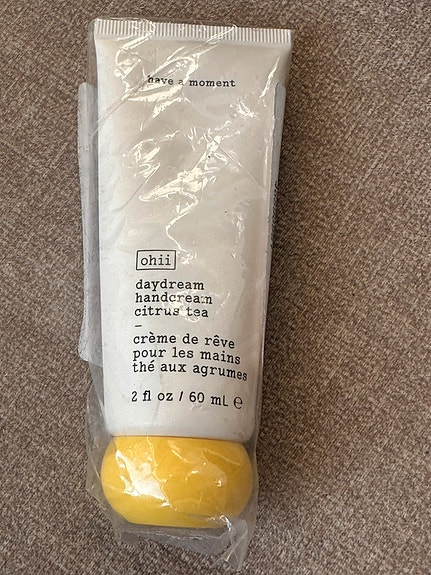 have a moment
ohii
daydream
handcream
citrus tea
–
crème de rêve
pour les mains
thé aux agrumes
2 fl oz / 60 mL ℮